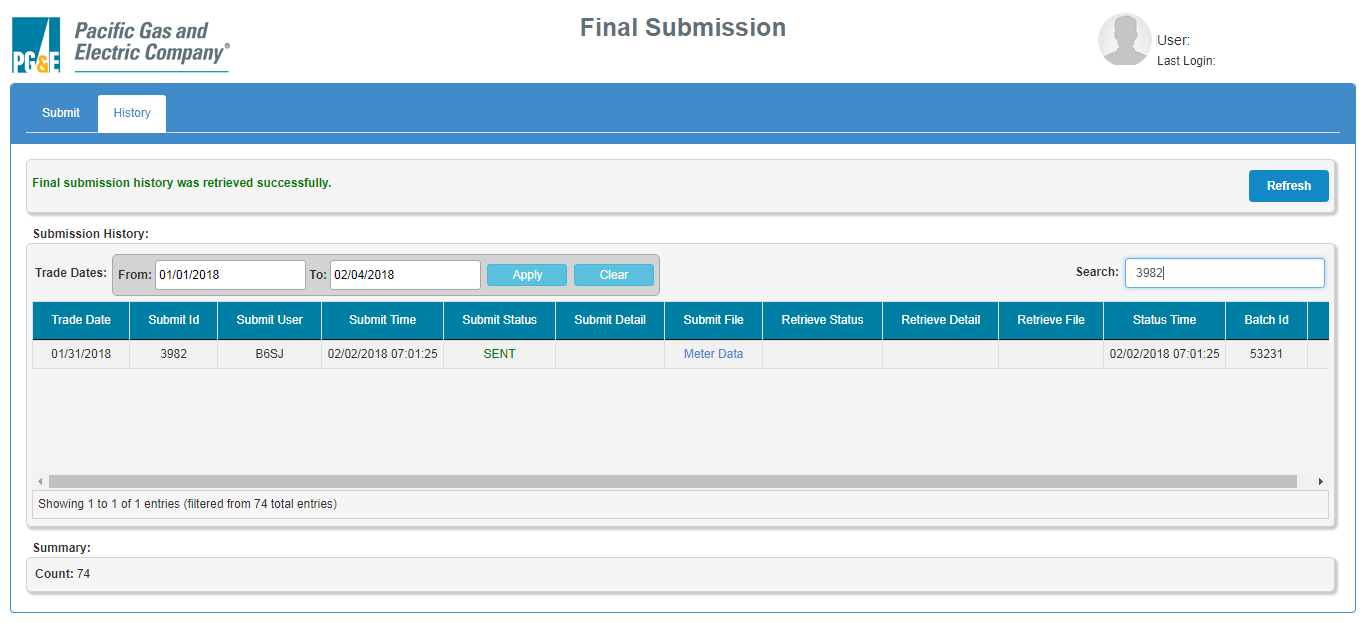 PG&E Pacific Gas and
Electric Company®
Final Submission
User:
Last Login:
Submit History
Final submission history was retrieved successfully. Refresh
Submission History:
Trade Dates: From: 01/01/2018 To: 02/04/2018 Apply Clear Search: 3982
Trade Date Submit Id Submit User Submit Time Submit Status Submit Detail Submit File Retrieve Status Retrieve Detail Retrieve File Status Time Batch Id
01/31/2018 3982 B6SJ 02/02/2018 07:01:25 SENT Meter Data 02/02/2018 07:01:25 53231
Showing 1 to 1 of 1 entries (filtered from 74 total entries)
Summary:
Count: 74